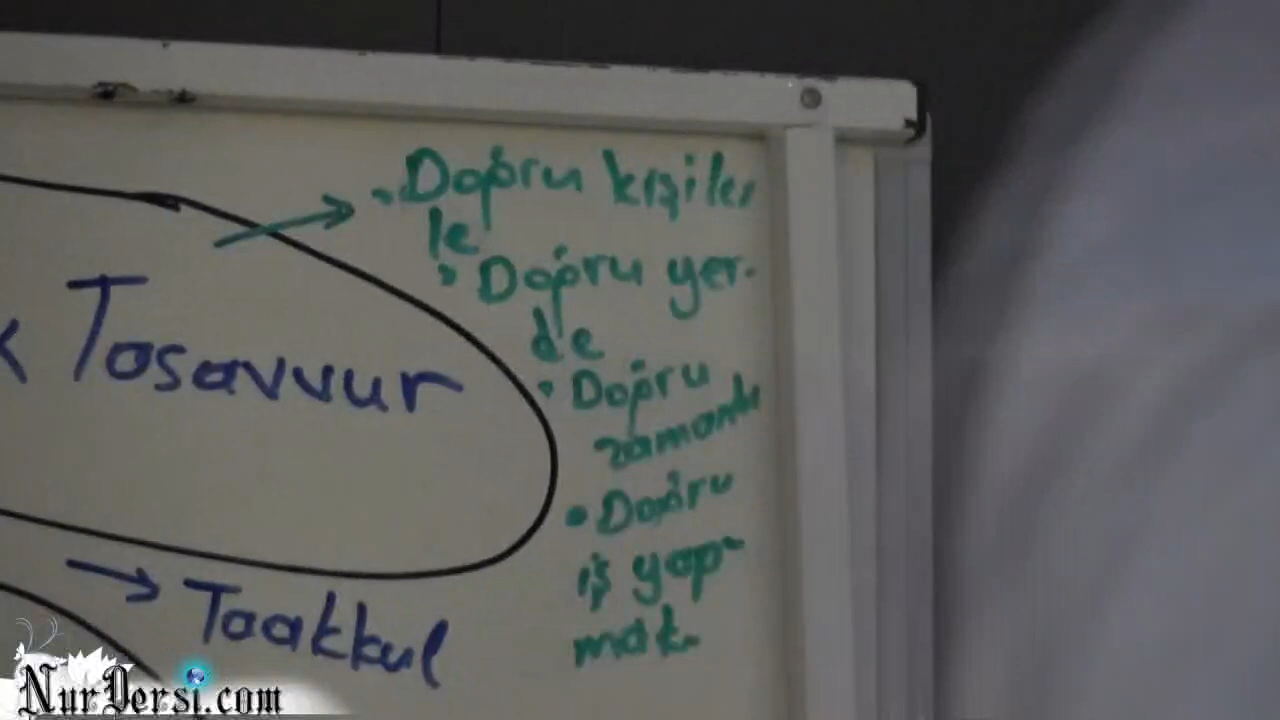 Doğru kişiler
le
Doğru yer-
de
Doğru
zamanda
Doğru
iş yap-
mak
Tasavvur
Taakkul
NurDersi.com